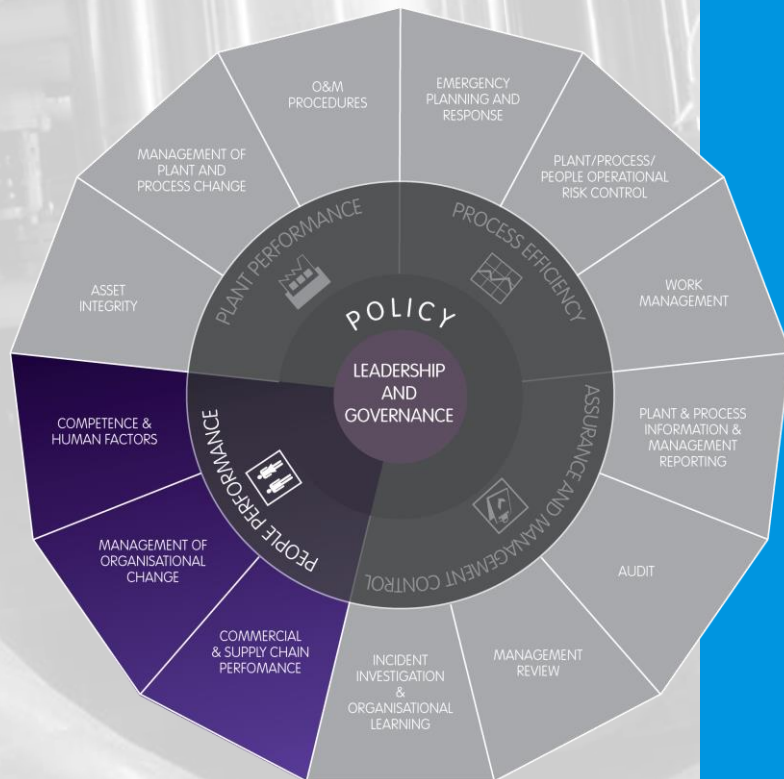 O&M
PROCEDURES
EMERGENCY
PLANNING AND
RESPONSE
MANAGEMENT OF
PLANT AND
PROCESS CHANGE
PLANT/PROCESS/
PEOPLE OPERATIONAL
RISK CONTROL
ASSET
INTEGRITY
WORK
MANAGEMENT
PLANT PERFORMANCE
PROCESS EFFICIENCY
POLICY
LEADERSHIP
AND
GOVERNANCE
COMPETENCE &
HUMAN FACTORS
PLANT & PROCESS
INFORMATION &
MANAGEMENT
REPORTING
PEOPLE PERFORMANCE
ASSURANCE AND MANAGEMENT CONTROL
MANAGEMENT OF
ORGANISATIONAL
CHANGE
AUDIT
COMMERCIAL
& SUPPLY CHAIN
PERFOMANCE
INCIDENT
INVESTIGATION
&
ORGANISATIONAL
LEARNING
MANAGEMENT
REVIEW